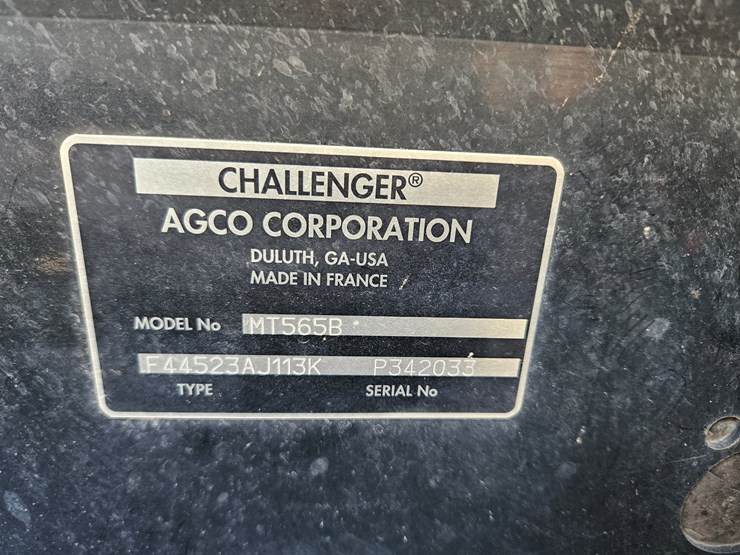 CHALLENGER®
AGCO CORPORATION
DULUTH, GA-USA
MADE IN FRANCE
MODEL No MT565B
F44523AJ113K P342033
TYPE SERIAL No